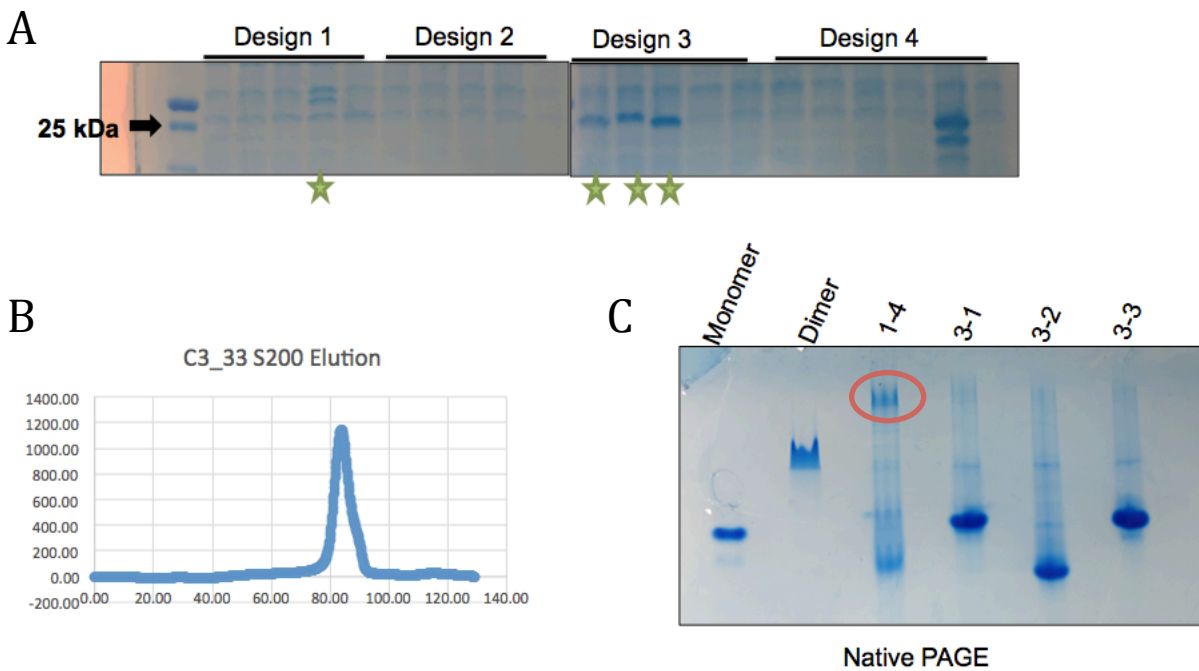 A
Design 1 Design 2 Design 3 Design 4
25 kDa
B
C3_33 S200 Elution
1400.00
1200.00
1000.00
800.00
600.00
400.00
200.00
0.00
-200.00
0.00 20.00 40.00 60.00 80.00 100.00 120.00 140.00
C
Monomer Dimer 1-4 3-1 3-2 3-3
Native PAGE